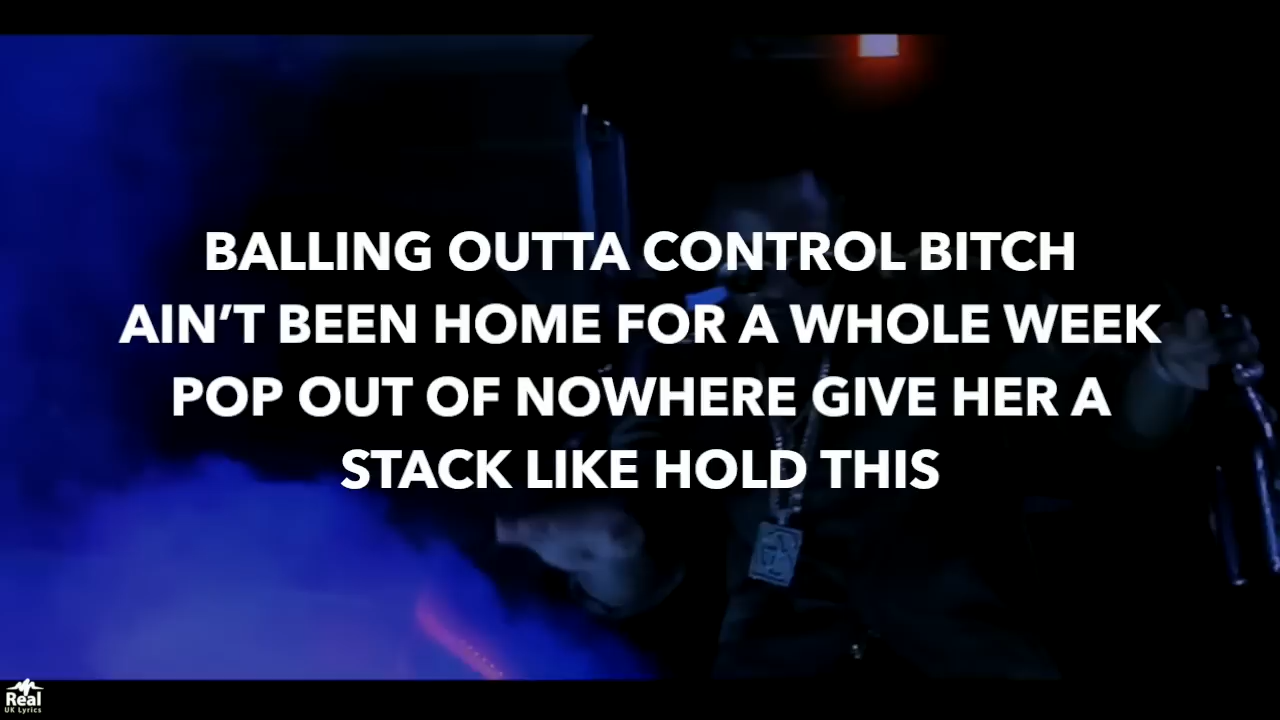 BALLING OUTTA CONTROL BITCH
AIN’T BEEN HOME FOR A WHOLE WEEK
POP OUT OF NOWHERE GIVE HER A
STACK LIKE HOLD THIS
Real
UK Lyrics